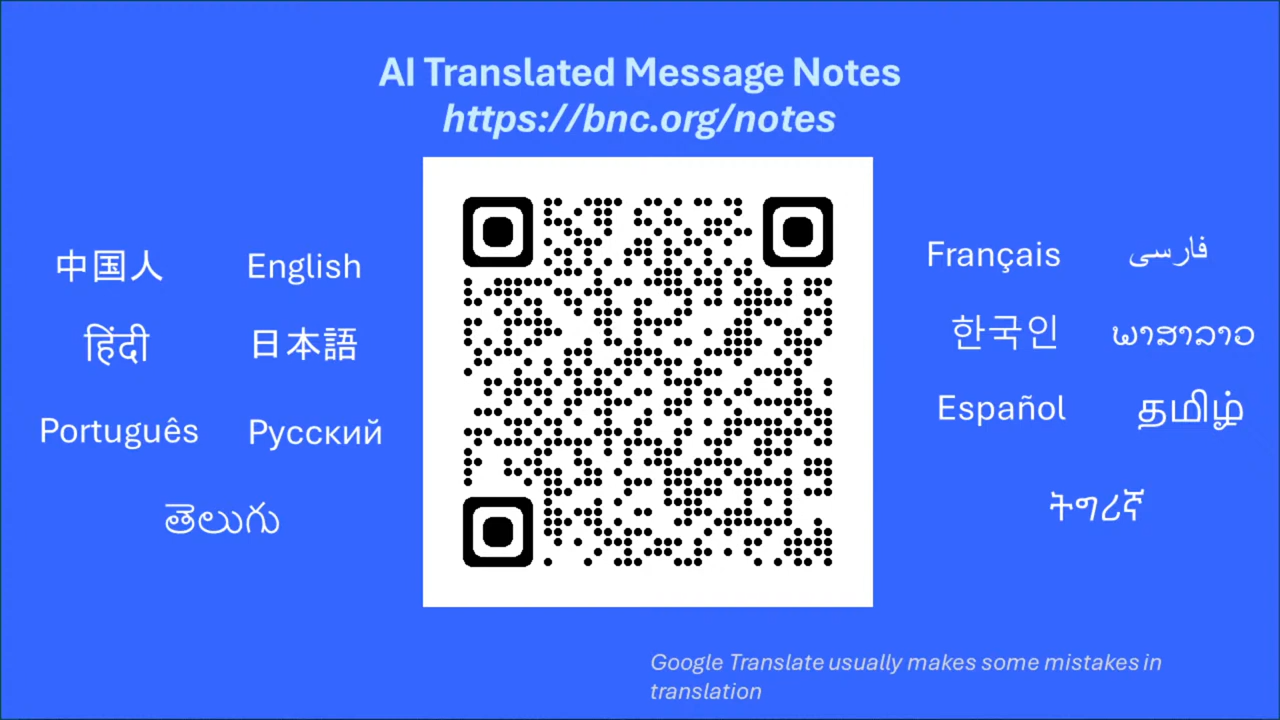 AI Translated Message Notes
https://bnc.org/notes
中国人
English
हिंदी
日本語
Português
Русский
తెలుగు
Français
فارسی
한국인
ພາສາລາວ
Español
தமிழ்
ትግሪኛ
Google Translate usually makes some mistakes in
translation